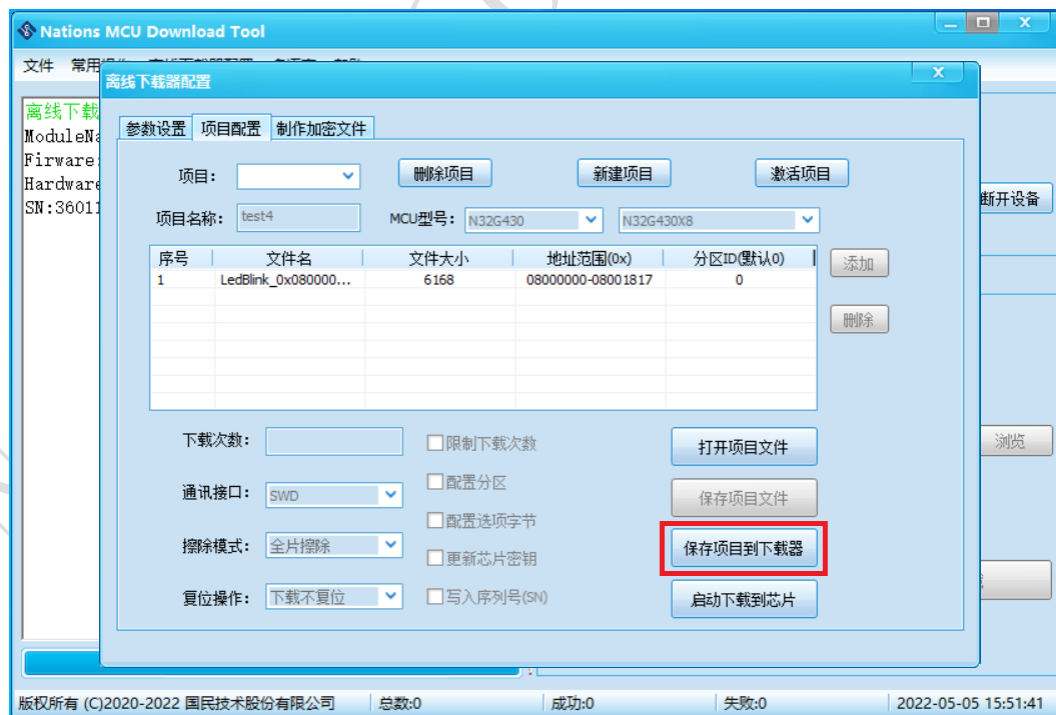 Nations MCU Download Tool
文件 常用
离线下载器配置
离线下载
ModuleNa
Firware:
Hardware
SN:36011
参数设置 项目配置 制作加密文件
项目: 删除项目 新建项目 激活项目
断开设备
项目名称: test4 MCU型号: N32G430 N32G430X8
序号 文件名 文件大小 地址范围(0x) 分区ID(默认0)
添加
1 LedBlink_0x080000... 6168 08000000-08001817 0
删除
下载次数: 限制下载次数 打开项目文件
浏览
配置分区
通讯接口: SWD 保存项目文件
配置选项字节
擦除模式: 全片擦除 保存项目到下载器
更新芯片密钥
复位操作: 下载不复位 写入序列号(SN) 启动下载到芯片
版权所有 (C)2020-2022 国民技术股份有限公司 总数:0 成功:0 失败:0 2022-05-05 15:51:41